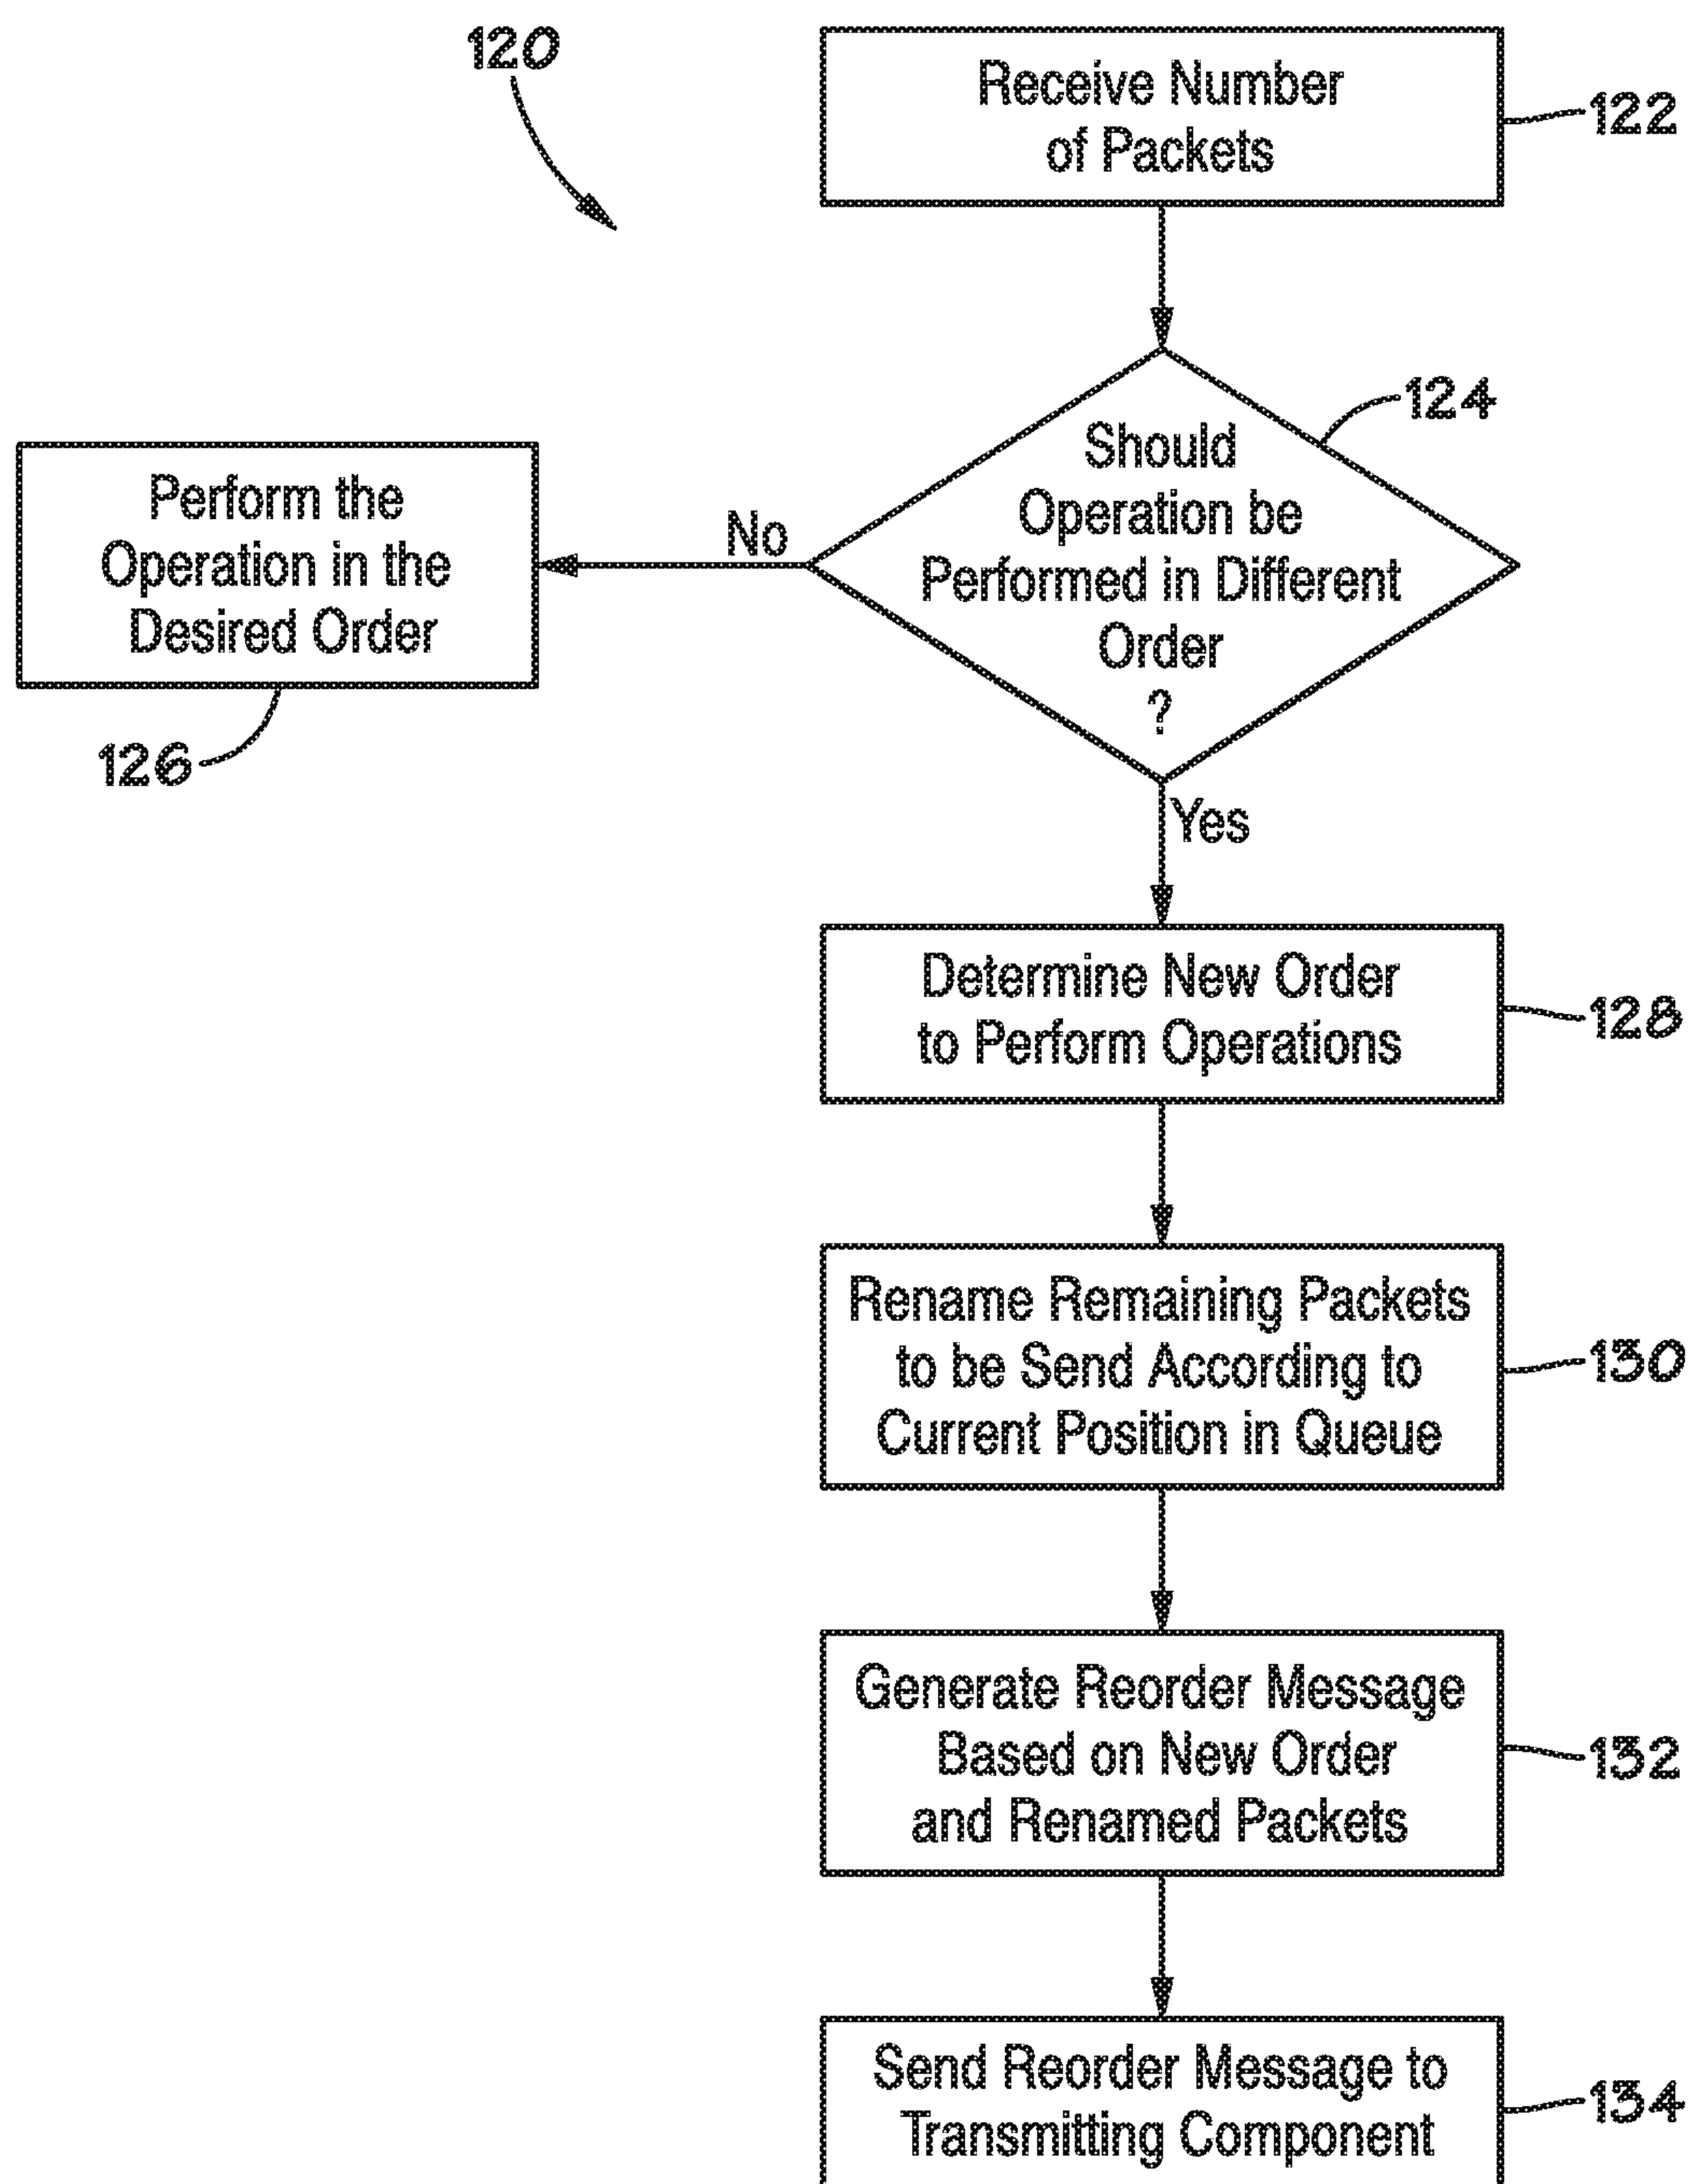 120
Receive Number
of Packets
122
124
Should
Operation be
Performed in Different
Order
?
No
Perform the
Operation in the
Desired Order
126
Yes
Determine New Order
to Perform Operations
128
Rename Remaining Packets
to be Send According to
Current Position in Queue
130
Generate Reorder Message
Based on New Order
and Renamed Packets
132
Send Reorder Message to
Transmitting Component
134